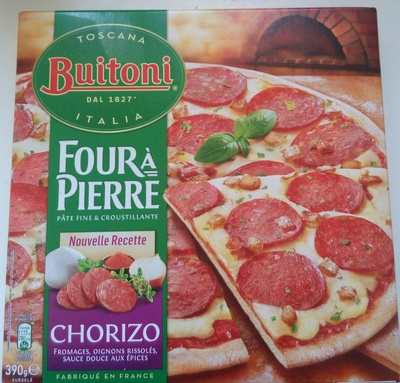 TOSCANA
Buitoni®
DAL 1827
ITALIA
FOUR À
PIERRE
PÂTE FINE & CROUSTILLANTE
Nouvelle Recette
CHORIZO
FROMAGES, OIGNONS RISSOLÉS,
SAUCE DOUCE AUX ÉPICES
390g℮
SURGELÉ
FABRIQUÉ EN FRANCE